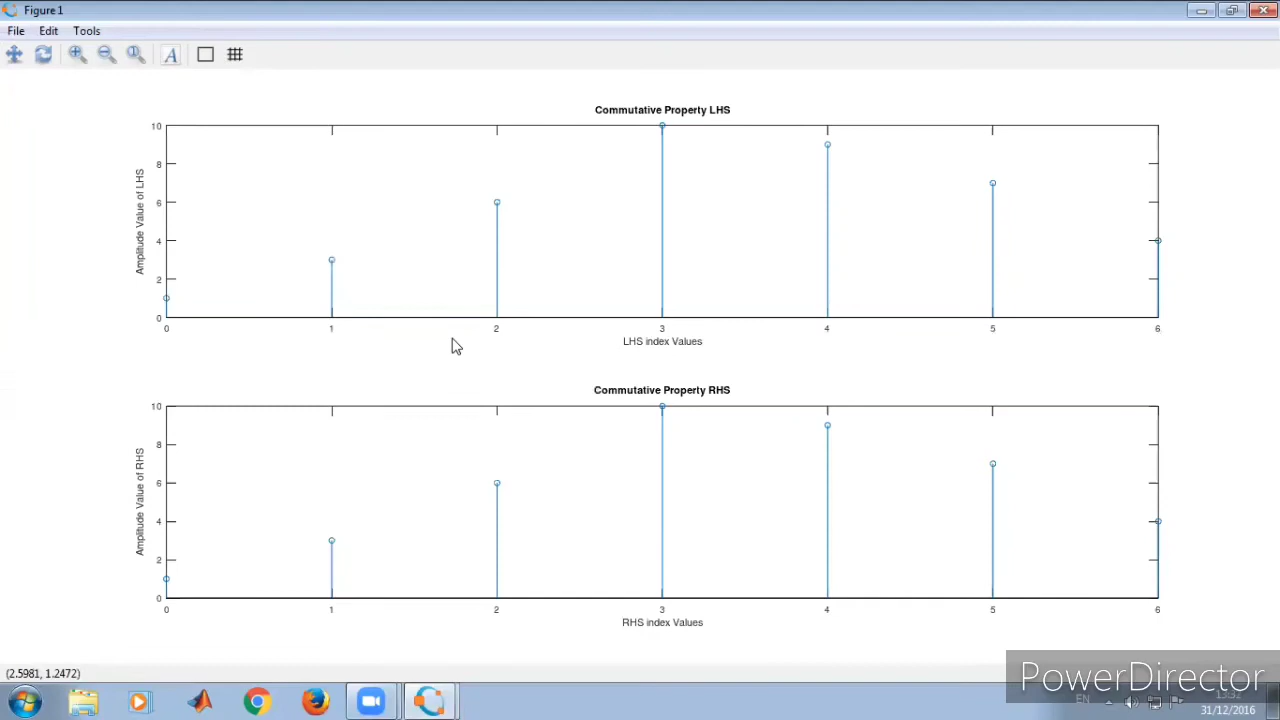 Figure 1
File Edit Tools
A
Commutative Property LHS
Amplitude Value of LHS
10
8
6
4
2
0
0 1 2 3 4 5 6
LHS index Values
Commutative Property RHS
Amplitude Value of RHS
10
8
6
4
2
0
0 1 2 3 4 5 6
RHS index Values
(2.5981, 1.2472)
PowerDirector
EN
31/12/2016